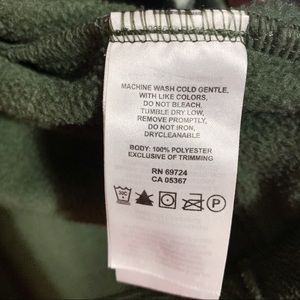 MACHINE WASH COLD GENTLE,
WITH LIKE COLORS,
DO NOT BLEACH,
TUMBLE DRY LOW,
REMOVE PROMPTLY,
DO NOT IRON,
DRYCLEANABLE
BODY: 100% POLYESTER
EXCLUSIVE OF TRIMMING
RN 69724
CA 05367
30C P